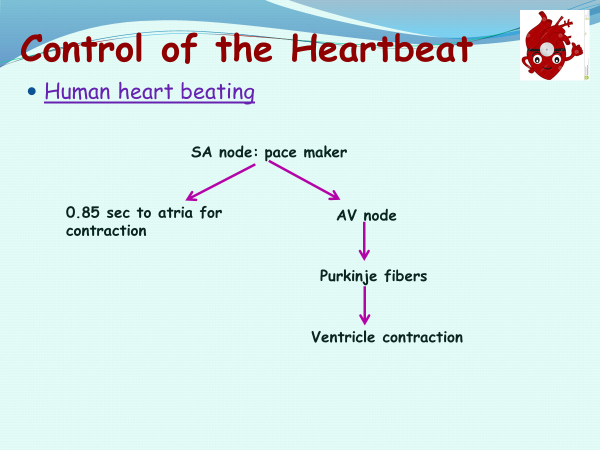 Control of the Heartbeat
Human heart beating
SA node: pace maker
0.85 sec to atria for
contraction
AV node
Purkinje fibers
Ventricle contraction